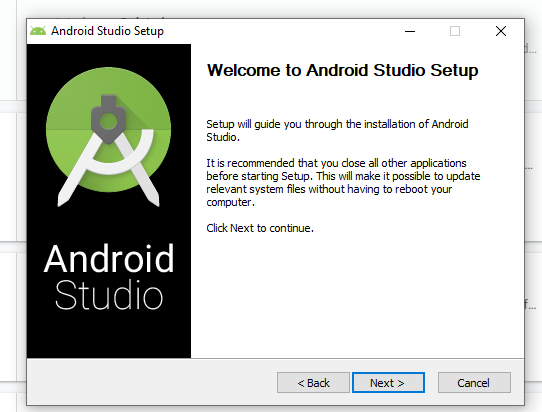 Android Studio Setup
Welcome to Android Studio Setup
Setup will guide you through the installation of Android
Studio.
It is recommended that you close all other applications
before starting Setup. This will make it possible to update
relevant system files without having to reboot your
computer.
Click Next to continue.
Android
Studio
< Back
Next >
Cancel